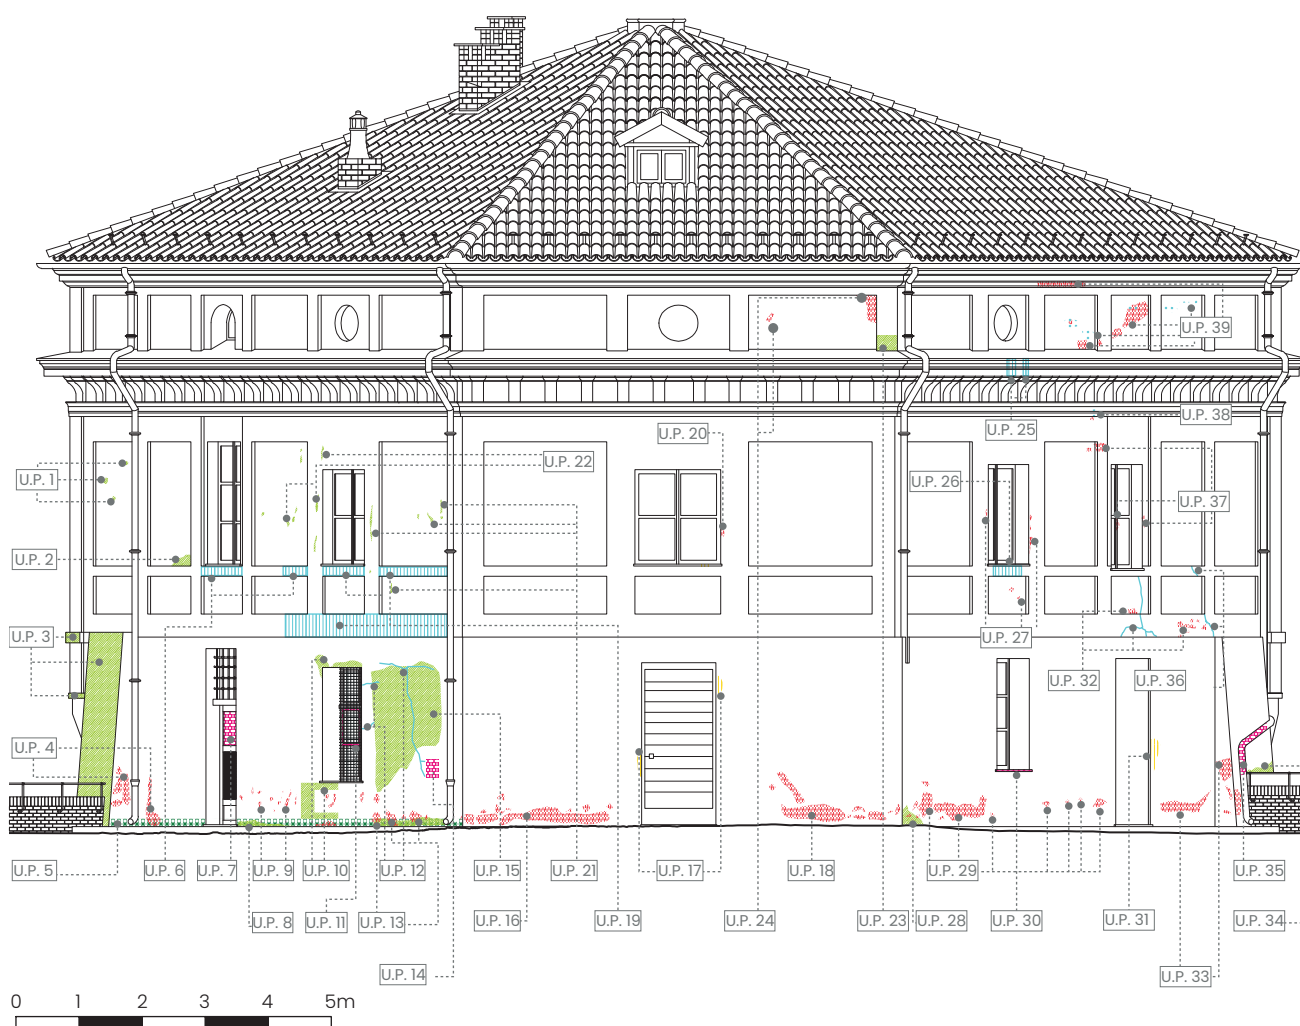 U.P. 39
U.P. 38
U.P. 25
U.P. 20
U.P. 22
U.P. 1
U.P. 26
U.P. 37
U.P. 2
U.P. 3
U.P. 27
U.P. 32
U.P. 36
U.P. 4
U.P. 5
U.P. 6
U.P. 7
U.P. 9
U.P. 10
U.P. 12
U.P. 15
U.P. 21
U.P. 17
U.P. 18
U.P. 29
U.P. 35
U.P. 8
U.P. 11
U.P. 13
U.P. 16
U.P. 19
U.P. 24
U.P. 23
U.P. 28
U.P. 30
U.P. 31
U.P. 34
U.P. 14
U.P. 33
0 1 2 3 4 5m